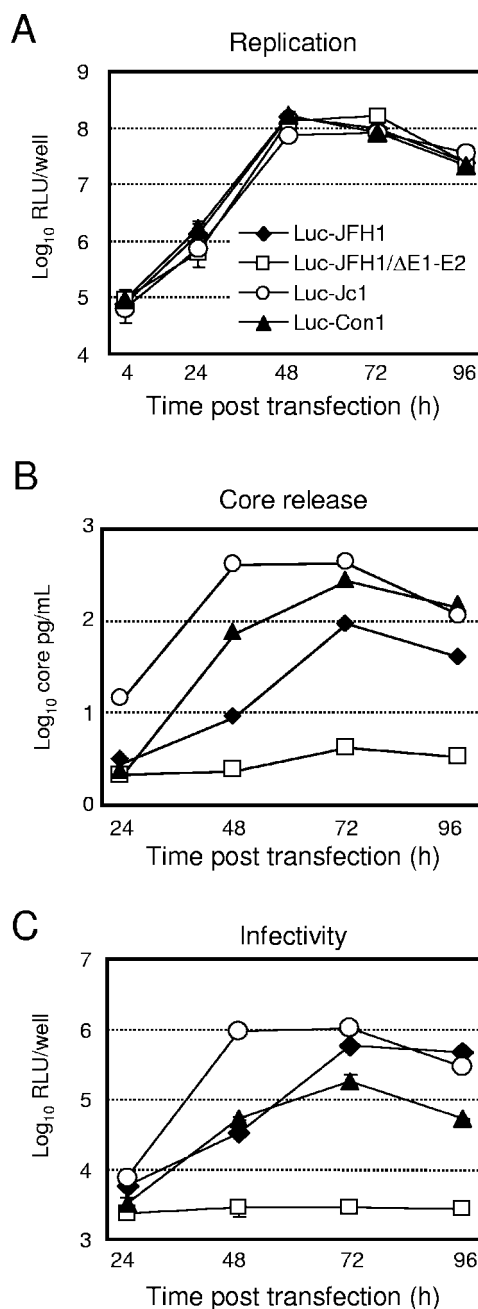 A
Replication
Log10 RLU/well
9
8
7
6
5
4
Luc-JFH1
Luc-JFH1/ΔE1-E2
Luc-Jc1
Luc-Con1
4 24 48 72 96
Time post transfection (h)
B
Core release
Log10 core pg/mL
3
2
1
0
24 48 72 96
Time post transfection (h)
C
Infectivity
Log10 RLU/well
7
6
5
4
3
24 48 72 96
Time post transfection (h)